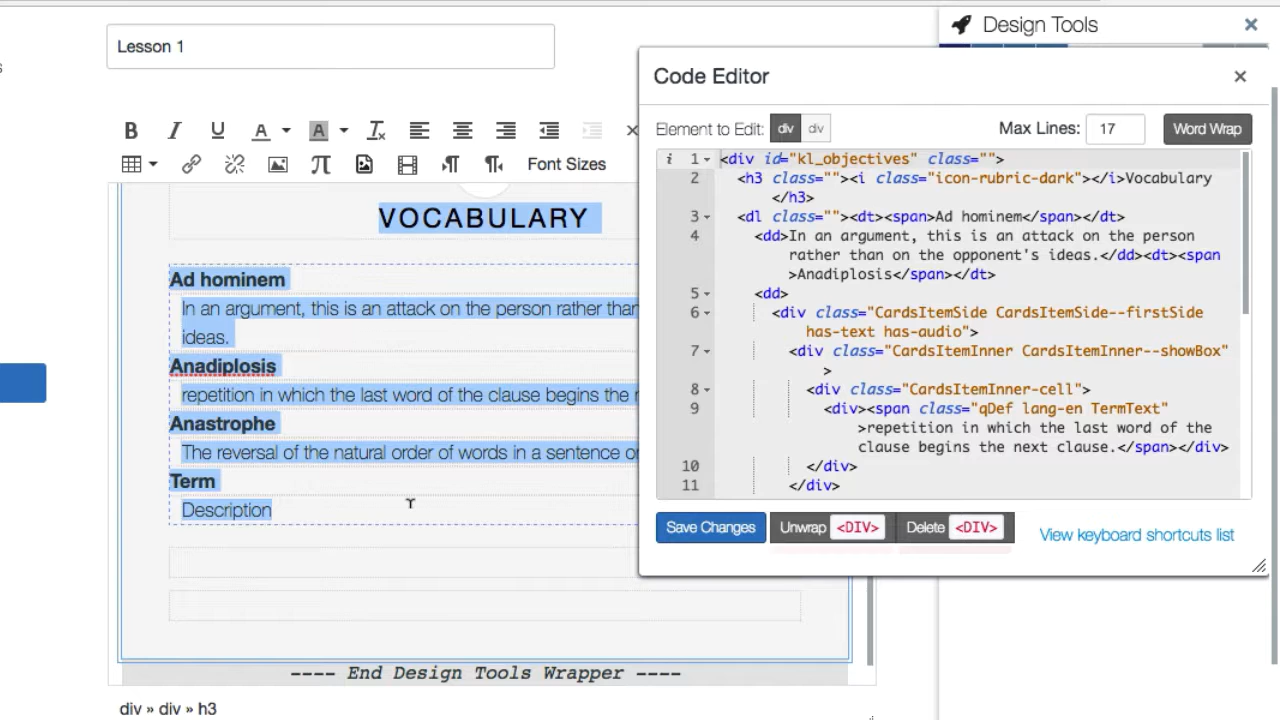 Lesson 1
B I U A A Tx
π Font Sizes
VOCABULARY
Ad hominem
In an argument, this is an attack on the person rather than
ideas.
Anadiplosis
repetition in which the last word of the clause begins the
Anastrophe
The reversal of the natural order of words in a sentence
Term
Description
---- End Design Tools Wrapper ----
div » div » h3
Design Tools ×
Code Editor ×
Element to Edit: div div Max Lines: 17 Word Wrap
i 1 <div id="kl_objectives" class="">
2 <h3 class=""><i class="icon-rubric-dark"></i>Vocabulary
</h3>
3 <dl class=""><dt><span>Ad hominem</span></dt>
4 <dd>In an argument, this is an attack on the person
rather than on the opponent's ideas.</dd><dt><span
>Anadiplosis</span></dt>
5 <dd>
6 <div class="CardsItemSide CardsItemSide--firstSide
has-text has-audio">
7 <div class="CardsItemInner CardsItemInner--showBox"
>
8 <div class="CardsItemInner-cell">
9 <div><span class="qDef lang-en TermText"
>repetition in which the last word of the
clause begins the next clause.</span></div>
10 </div>
11 </div>
Save Changes Unwrap <DIV> Delete <DIV> View keyboard shortcuts list